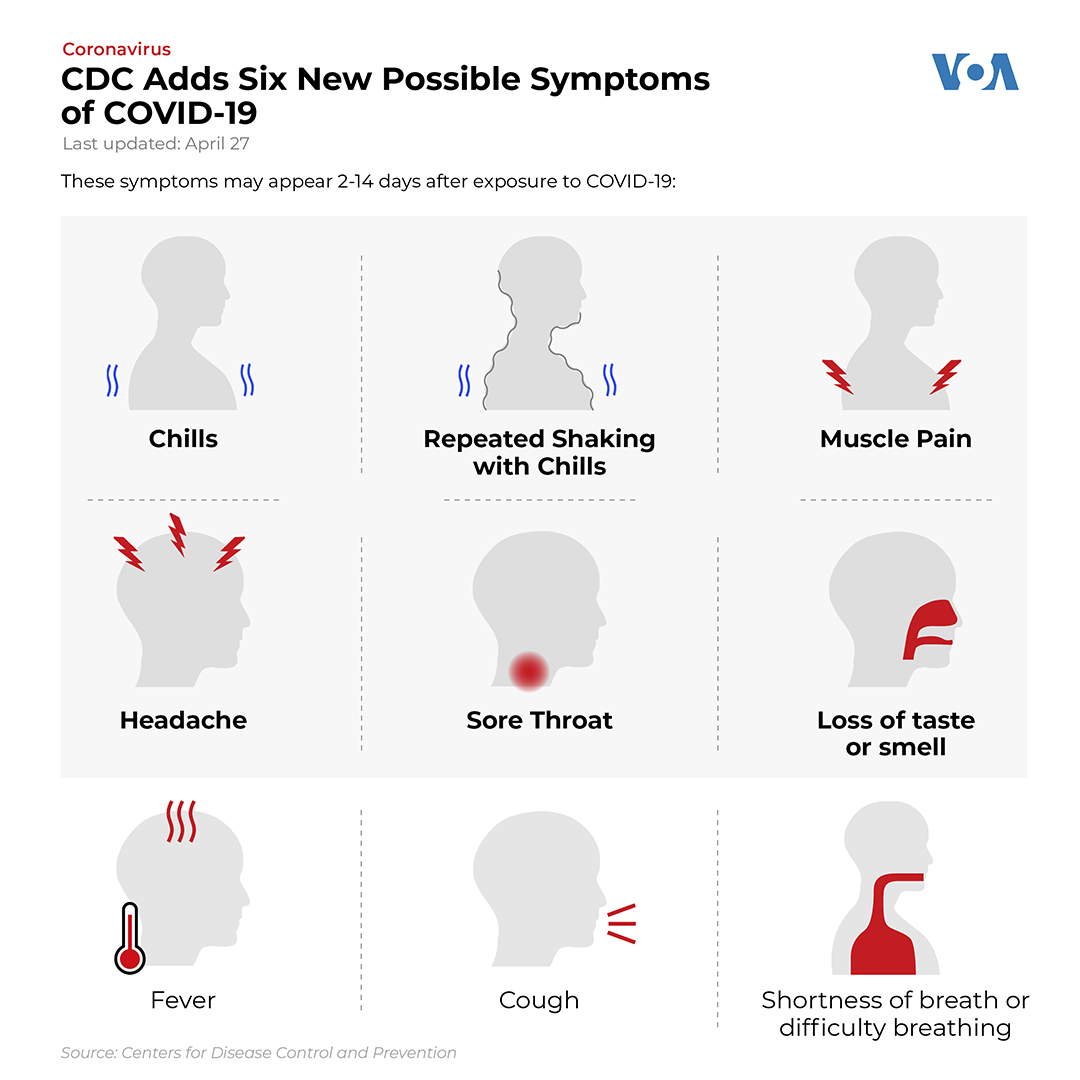 Coronavirus
CDC Adds Six New Possible Symptoms
of COVID-19
VOA
Last updated: April 27
These symptoms may appear 2-14 days after exposure to COVID-19:
Chills
Repeated Shaking
with Chills
Muscle Pain
Headache
Sore Throat
Loss of taste
or smell
Fever
Cough
Shortness of breath or
difficulty breathing
Source: Centers for Disease Control and Prevention